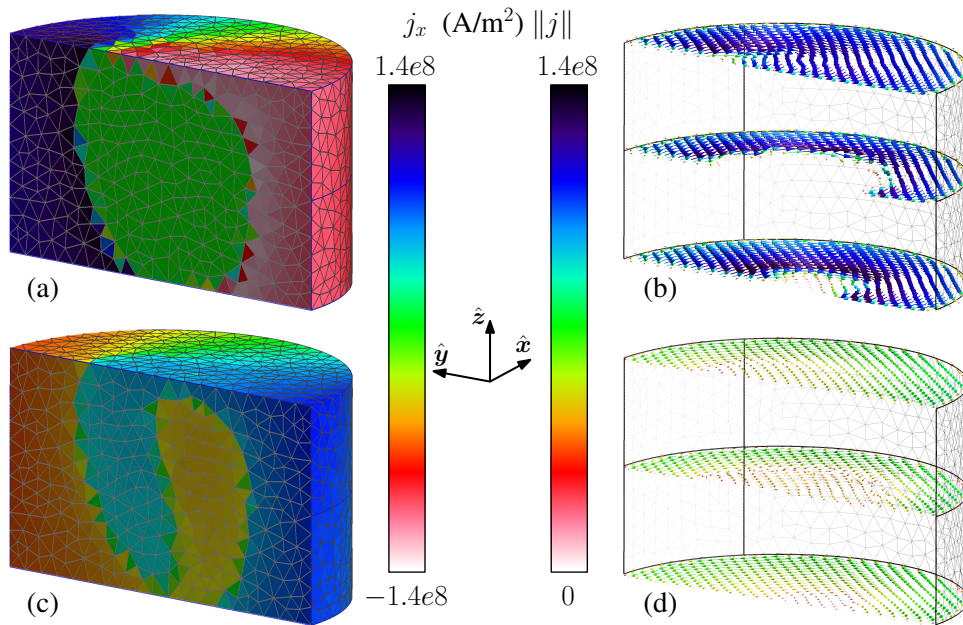 j_x (A/m²) ‖j‖
1.4e8 1.4e8
(a) (b)
ẑ
ŷ x̂
−1.4e8 0
(c) (d)